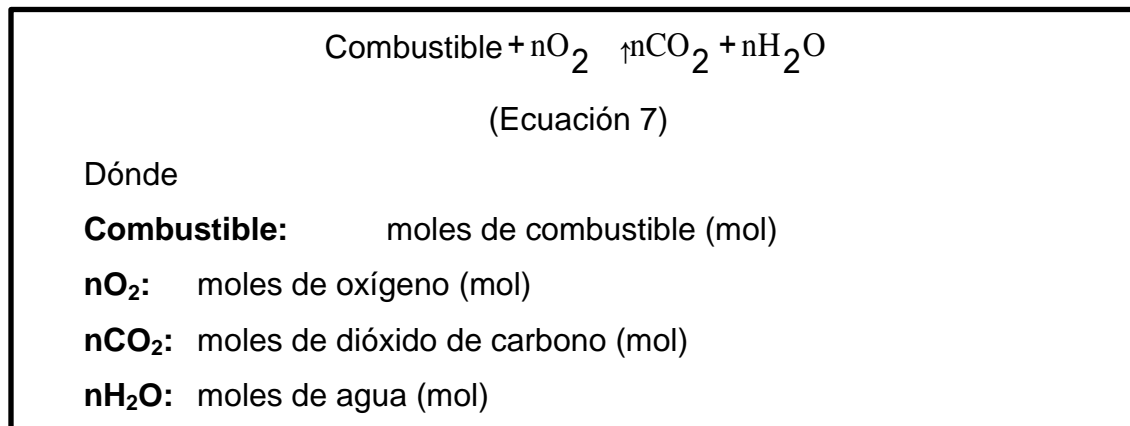 Combustible + nO₂ ↑nCO₂ + nH₂O
(Ecuación 7)
Dónde
Combustible: moles de combustible (mol)
nO₂: moles de oxígeno (mol)
nCO₂: moles de dióxido de carbono (mol)
nH₂O: moles de agua (mol)